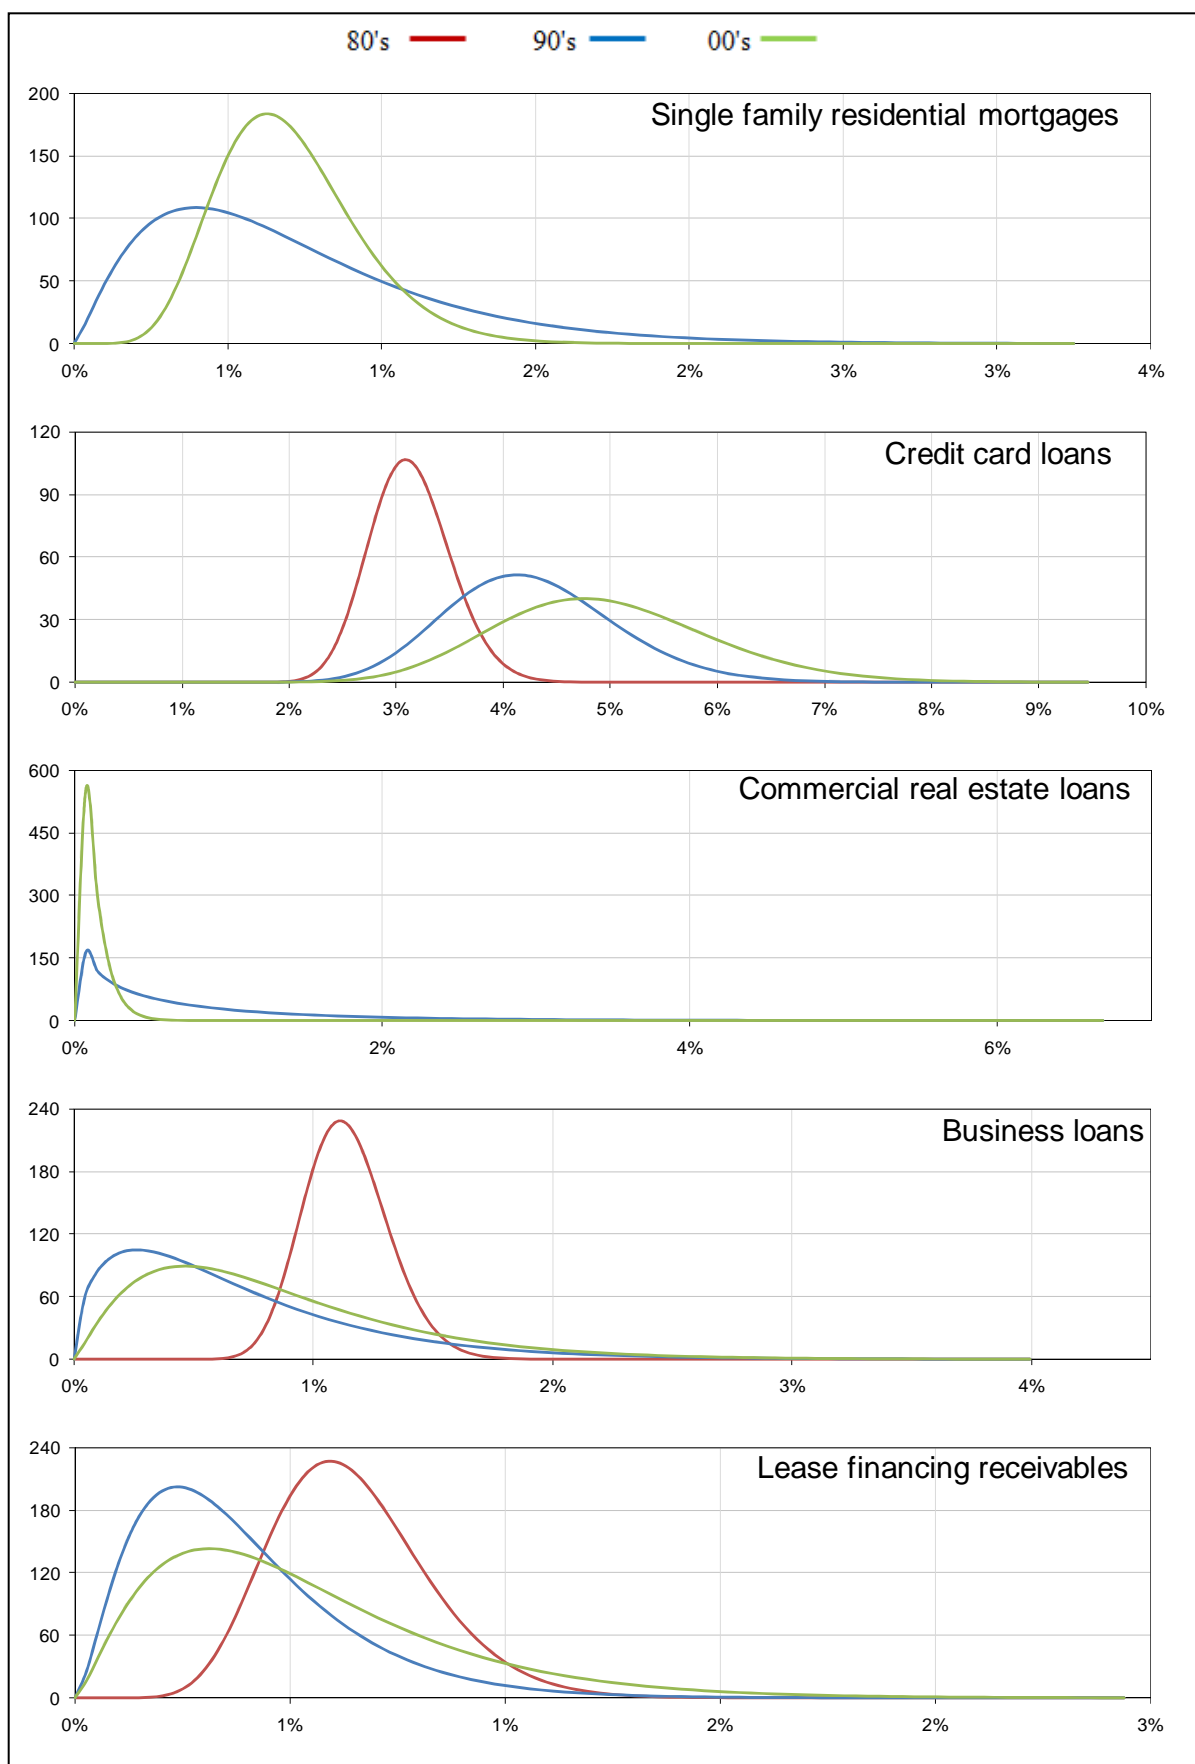 80's 90's 00's
Single family residential mortgages
200
150
100
50
0
0% 1% 1% 2% 2% 3% 3% 4%
Credit card loans
120
90
60
30
0
0% 1% 2% 3% 4% 5% 6% 7% 8% 9% 10%
Commercial real estate loans
600
450
300
150
0
0% 2% 4% 6%
Business loans
240
180
120
60
0
0% 1% 2% 3% 4%
Lease financing receivables
240
180
120
60
0
0% 1% 1% 2% 2% 3%